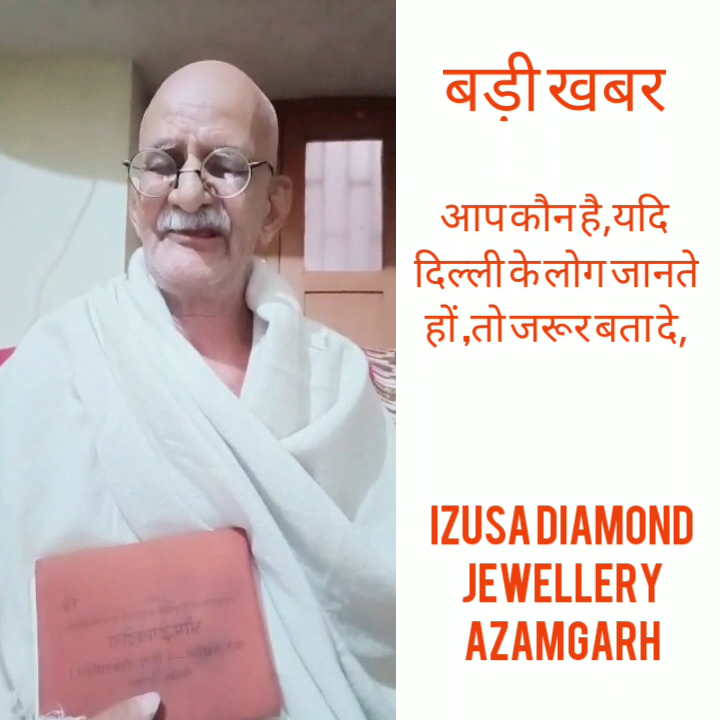 बड़ी खबर
आप कौन है,यदि
दिल्ली के लोग जानते
हों ,तो जरूर बता दे,
IZUSA DIAMOND
JEWELLERY
AZAMGARH